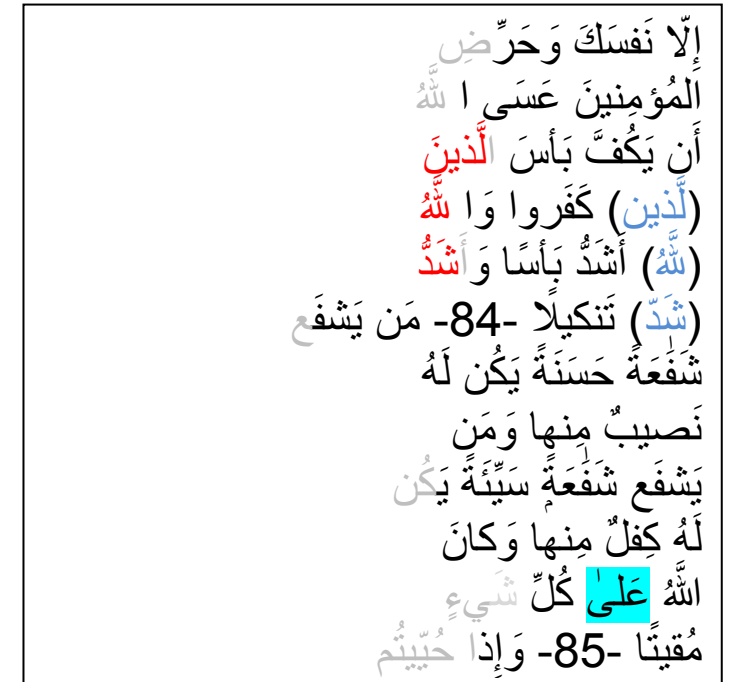 إِلّا نَفسَكَ وَحَرِّضِ
المُؤمِنينَ عَسَى ا للَّهُ
أَن يَكُفَّ بَأسَ الَّذينَ
(لَّذين) كَفَروا وَا للَّهُ
(للَّهُ) أَشَدُّ بَأسًا وَأَشَدُّ
(شَدّ) تَنكيلًا -84- مَن يَشفَع
شَفٰعَةً حَسَنَةً يَكُن لَهُ
نَصيبٌ مِنها وَمَن
يَشفَع شَفٰعَةً سَيِّئَةً يَكُن
لَهُ كِفلٌ مِنها وَكانَ
اللَّهُ عَلىٰ كُلِّ شَيءٍ
مُقيتًا -85- وَإِذا حُيّيتُم